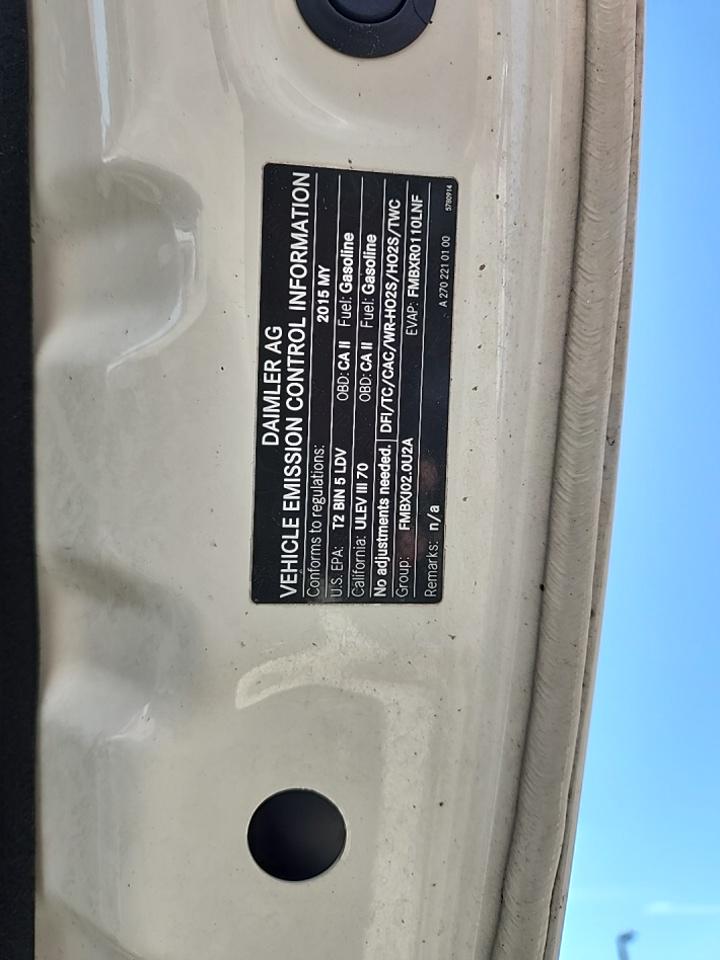 DAIMLER AG
VEHICLE EMISSION CONTROL INFORMATION
Conforms to regulations: 2015 MY
U.S. EPA: T2 BIN 5 LDV OBD: CA II Fuel: Gasoline
California: ULEV III 70 OBD: CA II Fuel: Gasoline
No adjustments needed. DFI/TC/CAC/WR-HO2S/HO2S/TWC
Group: FMBXJ02.0U2A EVAP: FMBXR0110LNF
Remarks: n/a
A 270 221 01 00 5780914